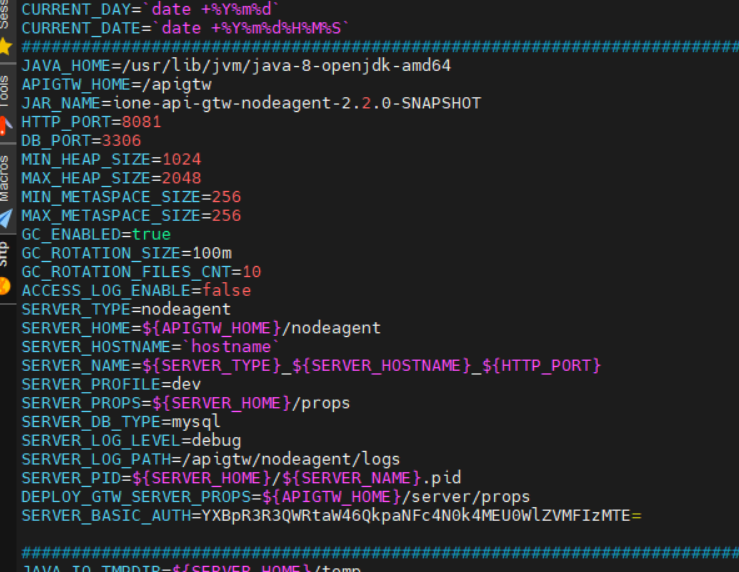 CURRENT_DAY=`date +%Y%m%d`
CURRENT_DATE=`date +%Y%m%d%H%M%S`
################################################################################
JAVA_HOME=/usr/lib/jvm/java-8-openjdk-amd64
APIGTW_HOME=/apigtw
JAR_NAME=ione-api-gtw-nodeagent-2.2.0-SNAPSHOT
HTTP_PORT=8081
DB_PORT=3306
MIN_HEAP_SIZE=1024
MAX_HEAP_SIZE=2048
MIN_METASPACE_SIZE=256
MAX_METASPACE_SIZE=256
GC_ENABLED=true
GC_ROTATION_SIZE=100m
GC_ROTATION_FILES_CNT=10
ACCESS_LOG_ENABLE=false
SERVER_TYPE=nodeagent
SERVER_HOME=${APIGTW_HOME}/nodeagent
SERVER_HOSTNAME=`hostname`
SERVER_NAME=${SERVER_TYPE}_${SERVER_HOSTNAME}_${HTTP_PORT}
SERVER_PROFILE=dev
SERVER_PROPS=${SERVER_HOME}/props
SERVER_DB_TYPE=mysql
SERVER_LOG_LEVEL=debug
SERVER_LOG_PATH=/apigtw/nodeagent/logs
SERVER_PID=${SERVER_HOME}/${SERVER_NAME}.pid
DEPLOY_GTW_SERVER_PROPS=${APIGTW_HOME}/server/props
SERVER_BASIC_AUTH=YXBpR3R3QWRtaW46QkpaNFc4N0k4MEU0WlZVMFIzMTE=
################################################################################
JAVA_IO_TMPDIR=${SERVER_HOME}/temp
Sess
Tools
Macros
Sftp